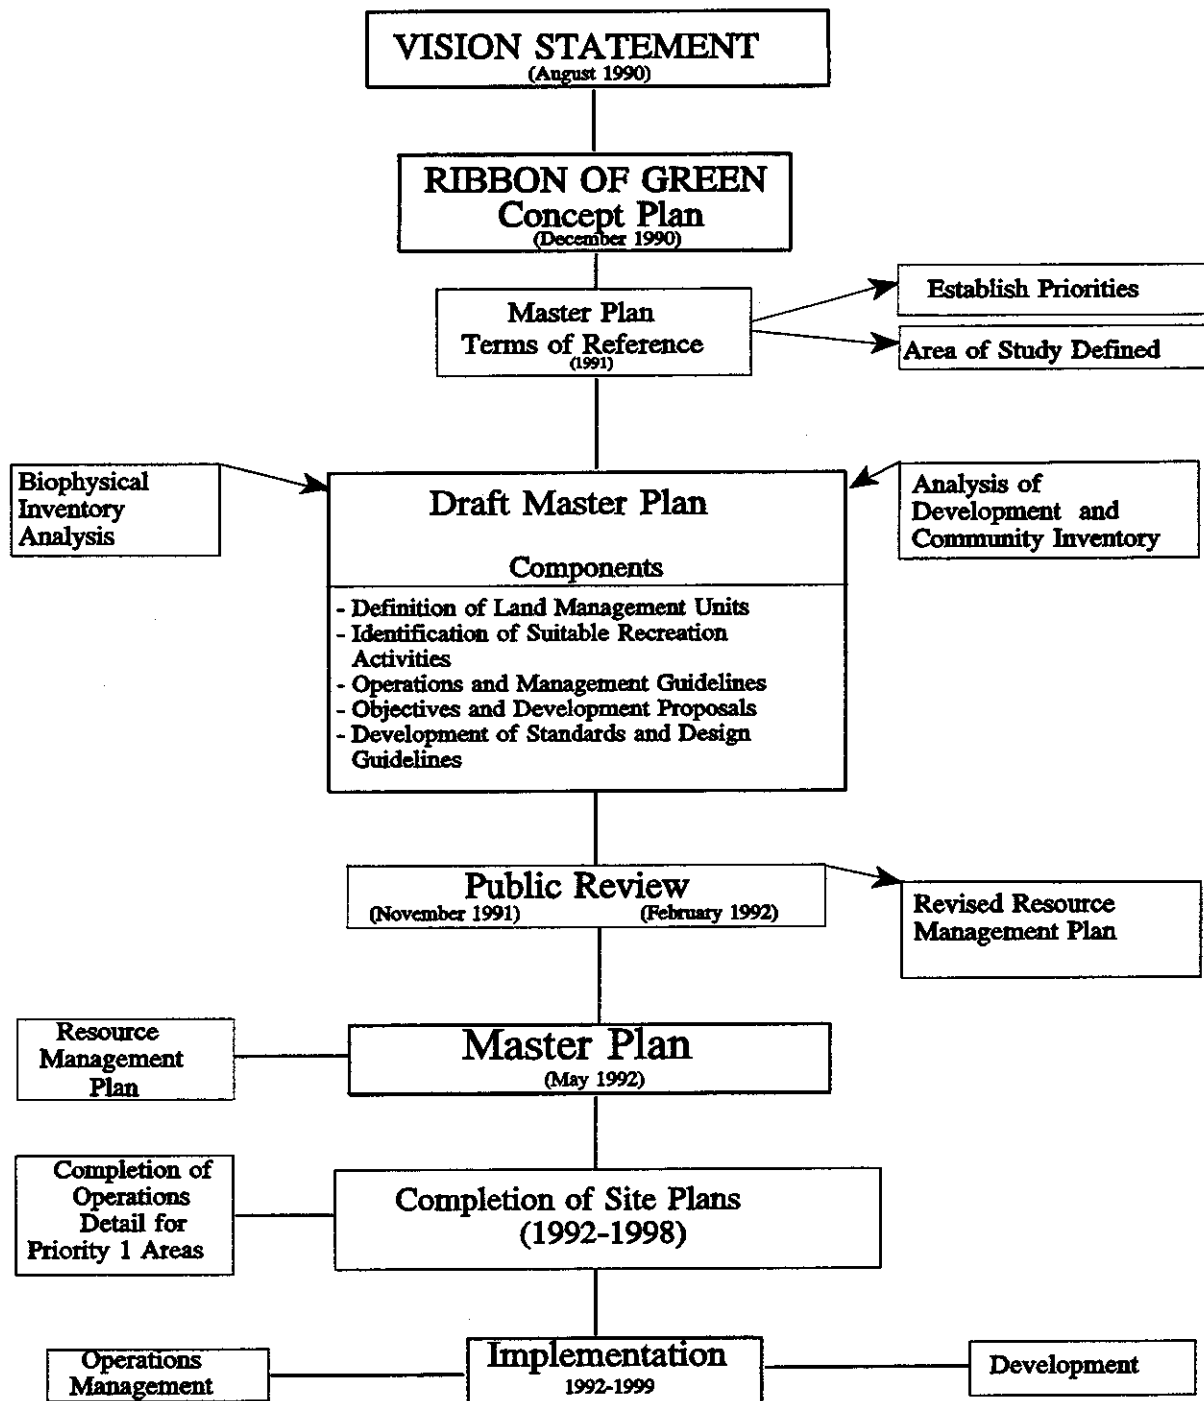 VISION STATEMENT
(August 1990)
RIBBON OF GREEN
Concept Plan
(December 1990)
Master Plan
Terms of Reference
(1991)
Establish Priorities
Area of Study Defined
Biophysical
Inventory
Analysis
Draft Master Plan
Components
- Definition of Land Management Units
- Identification of Suitable Recreation
Activities
- Operations and Management Guidelines
- Objectives and Development Proposals
- Development of Standards and Design
Guidelines
Analysis of
Development and
Community Inventory
Public Review
(November 1991) (February 1992)
Revised Resource
Management Plan
Resource
Management
Plan
Master Plan
(May 1992)
Completion of
Operations
Detail for
Priority 1 Areas
Completion of Site Plans
(1992-1998)
Operations
Management
Implementation
1992-1999
Development